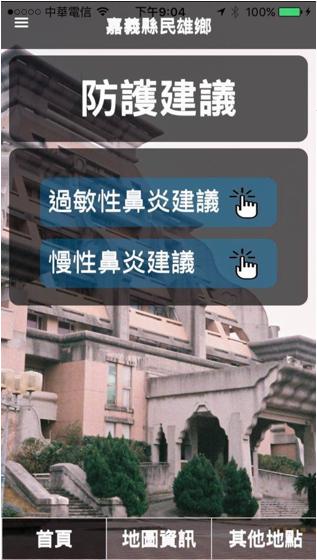 中華電信 下午9:04 100%
嘉義縣民雄鄉
防護建議
過敏性鼻炎建議
慢性鼻炎建議
首頁 地圖資訊 其他地點